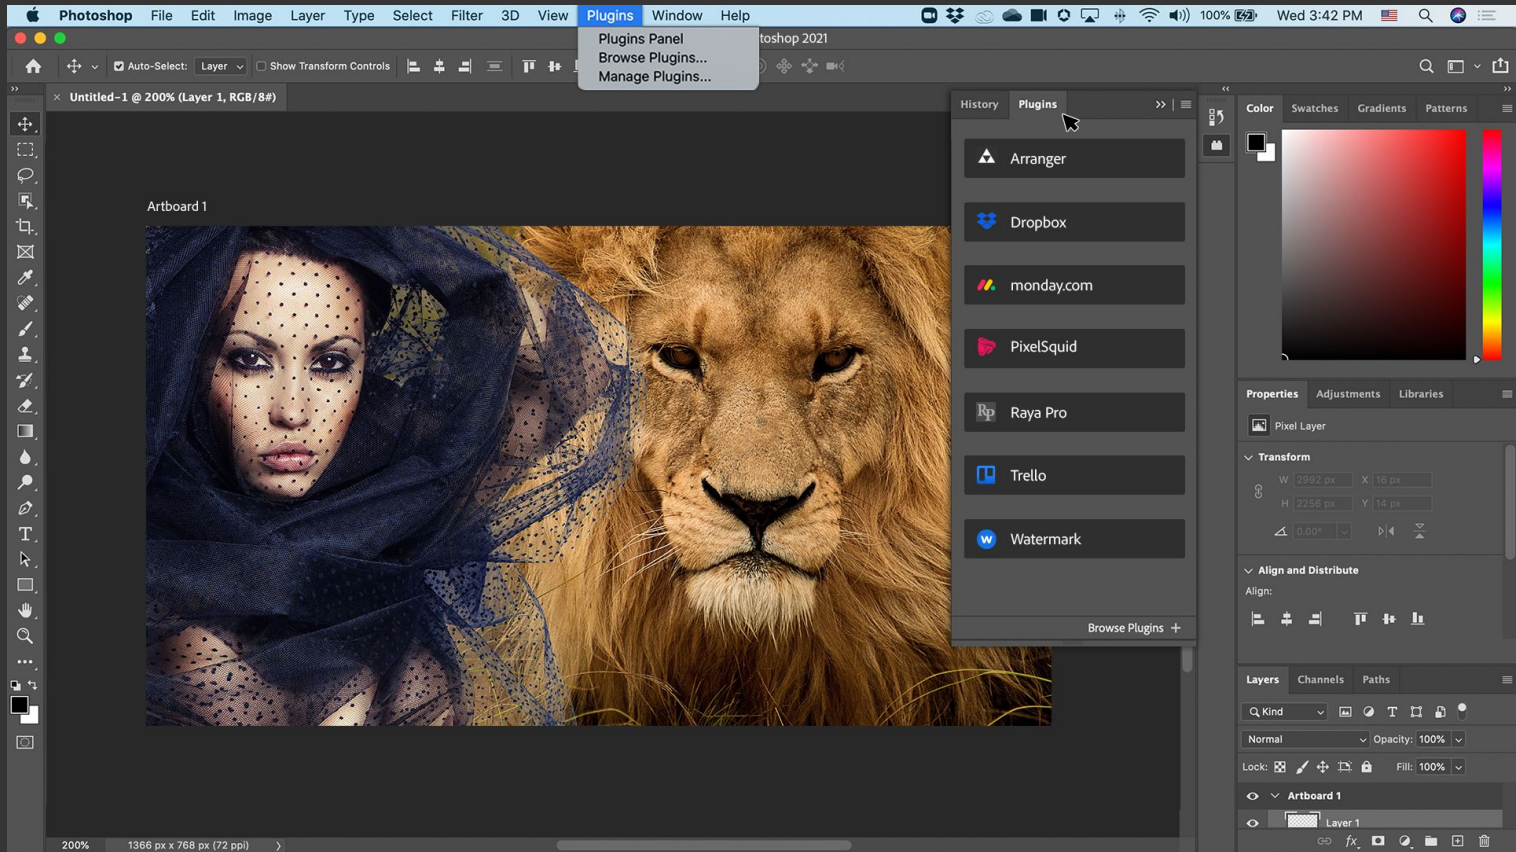 Photoshop File Edit Image Layer Type Select Filter 3D View Plugins Window Help 100% Wed 3:42 PM
Plugins Panel
Browse Plugins...
Manage Plugins...
toshop 2021
Auto-Select: Layer Show Transform Controls
Untitled-1 @ 200% (Layer 1, RGB/8#)
Artboard 1
History Plugins
Arranger
Dropbox
monday.com
PixelSquid
Rp Raya Pro
Trello
w Watermark
Browse Plugins +
Color Swatches Gradients Patterns
Properties Adjustments Libraries
Pixel Layer
Transform
W 2992 px X 16 px
H 2256 px Y 14 px
0.00°
Align and Distribute
Align:
Layers Channels Paths
Kind
Normal Opacity: 100%
Lock: Fill: 100%
Artboard 1
Layer 1
fx
200% 1366 px x 768 px (72 ppi)